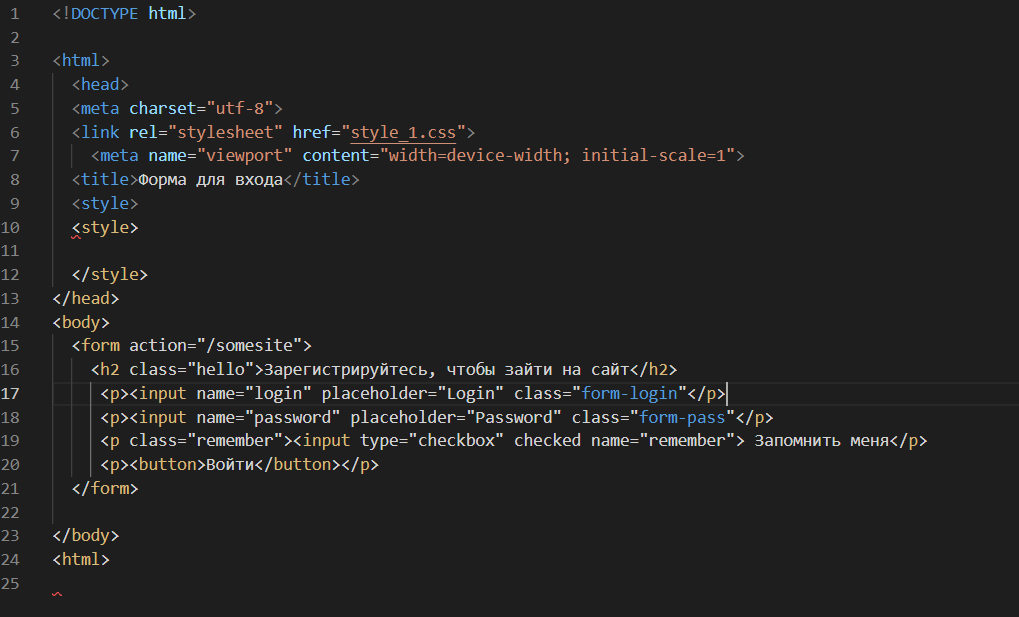 1 <!DOCTYPE html>
2
3 <html>
4 <head>
5 <meta charset="utf-8">
6 <link rel="stylesheet" href="style_1.css">
7 <meta name="viewport" content="width=device-width; initial-scale=1">
8 <title>Форма для входа</title>
9 <style>
10 <style>
11
12 </style>
13 </head>
14 <body>
15 <form action="/somesite">
16 <h2 class="hello">Зарегистрируйтесь, чтобы зайти на сайт</h2>
17 <p><input name="login" placeholder="Login" class="form-login"</p>
18 <p><input name="password" placeholder="Password" class="form-pass"</p>
19 <p class="remember"><input type="checkbox" checked name="remember"> Запомнить меня</p>
20 <p><button>Войти</button></p>
21 </form>
22
23 </body>
24 <html>
25